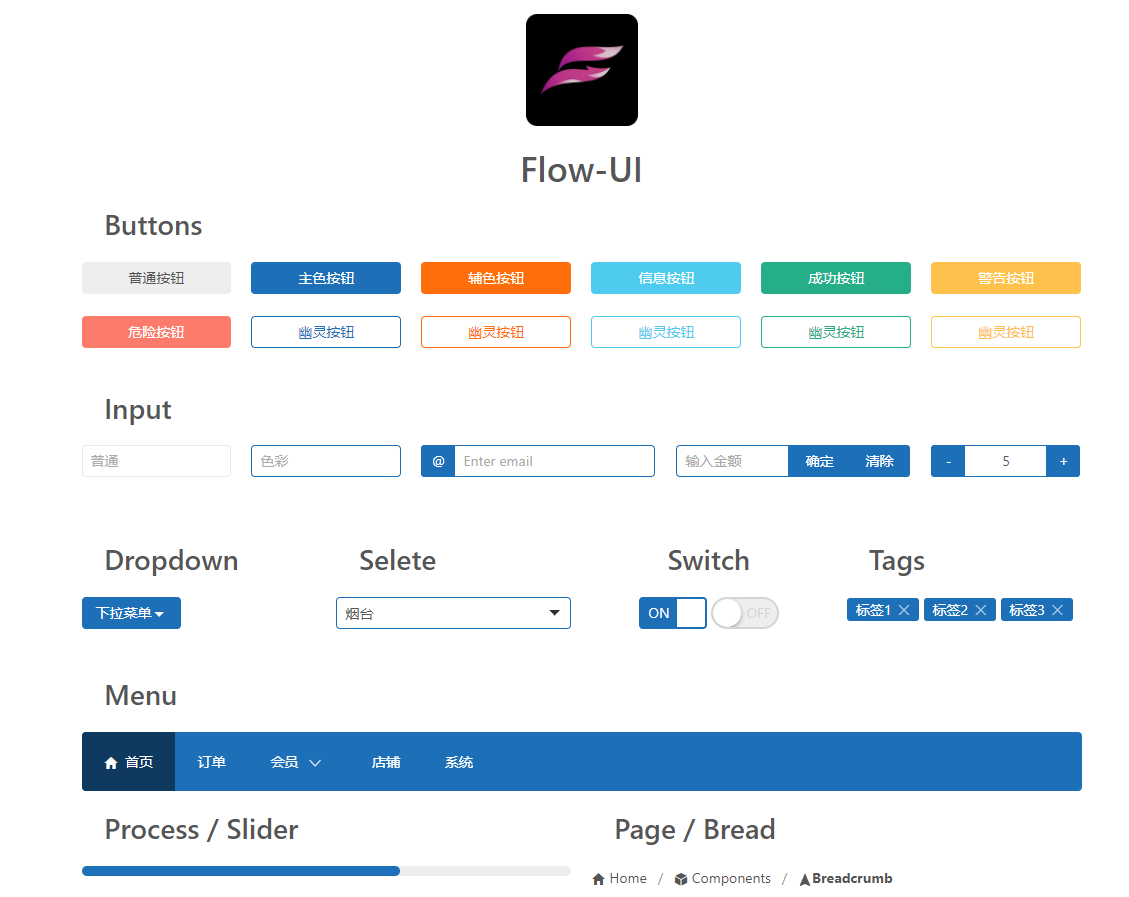 Flow-UI
Buttons
普通按钮 主色按钮 辅色按钮 信息按钮 成功按钮 警告按钮
危险按钮 幽灵按钮 幽灵按钮 幽灵按钮 幽灵按钮 幽灵按钮
Input
普通 色彩 @ Enter email 输入金额 确定 清除 - 5 +
Dropdown Selete Switch Tags
下拉菜单 烟台 ON OFF 标签1 标签2 标签3
Menu
首页 订单 会员 店铺 系统
Process / Slider Page / Bread
Home / Components / Breadcrumb